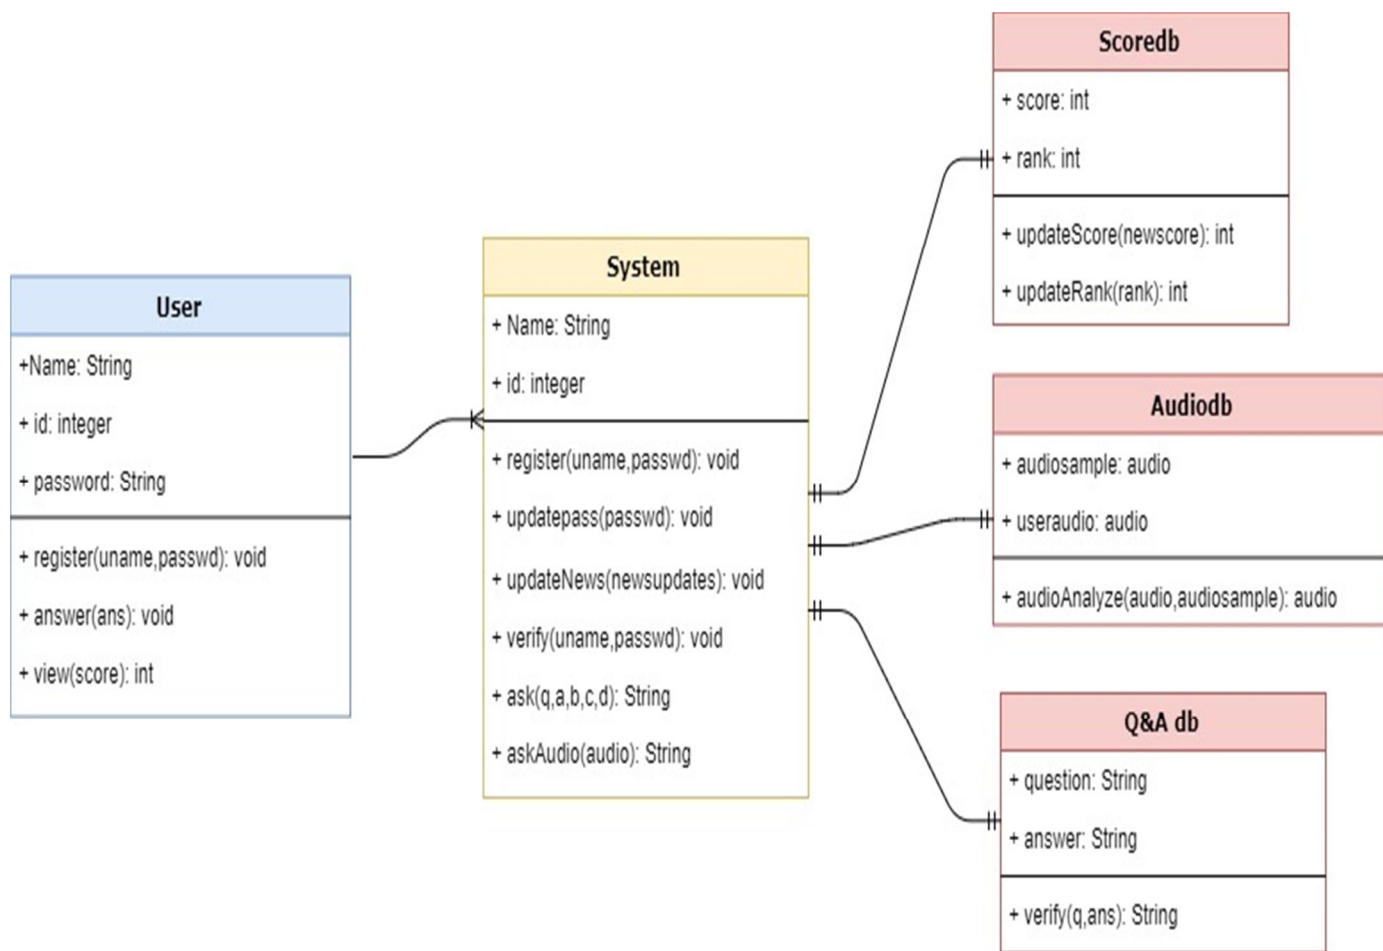 User
+Name: String
+ id: integer
+ password: String
+ register(uname,passwd): void
+ answer(ans): void
+ view(score): int
System
+ Name: String
+ id: integer
+ register(uname,passwd): void
+ updatepass(passwd): void
+ updateNews(newsupdates): void
+ verify(uname,passwd): void
+ ask(q,a,b,c,d): String
+ askAudio(audio): String
Scoredb
+ score: int
+ rank: int
+ updateScore(newscore): int
+ updateRank(rank): int
Audiodb
+ audiosample: audio
+ useraudio: audio
+ audioAnalyze(audio,audiosample): audio
Q&A db
+ question: String
+ answer: String
+ verify(q,ans): String